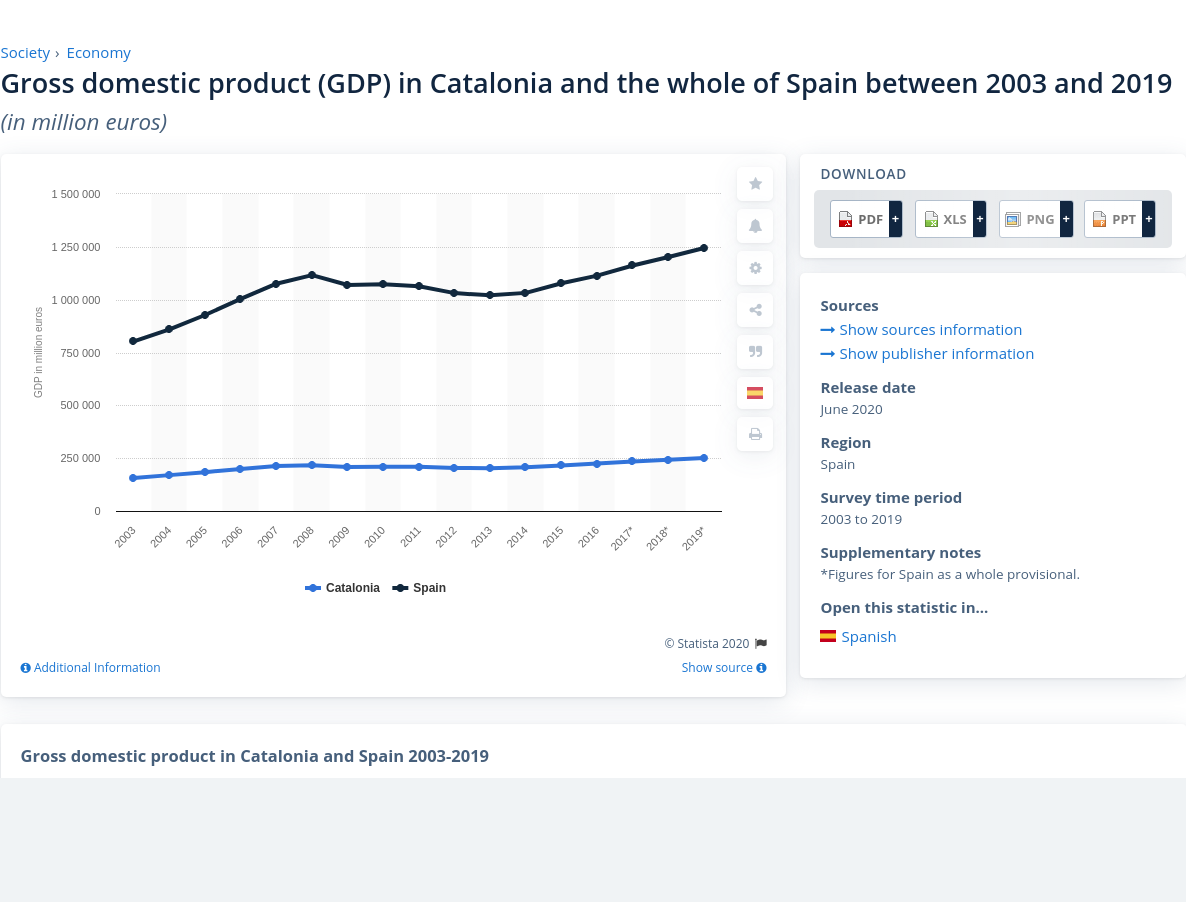 Society › Economy
Gross domestic product (GDP) in Catalonia and the whole of Spain between 2003 and 2019
(in million euros)
1 500 000
1 250 000
1 000 000
750 000
500 000
250 000
0
GDP in million euros
2003
2004
2005
2006
2007
2008
2009
2010
2011
2012
2013
2014
2015
2016
2017*
2018*
2019*
Catalonia Spain
© Statista 2020
Additional Information
Show source
DOWNLOAD
PDF + XLS + PNG + PPT +
Sources
Show sources information
Show publisher information
Release date
June 2020
Region
Spain
Survey time period
2003 to 2019
Supplementary notes
*Figures for Spain as a whole provisional.
Open this statistic in...
Spanish
Gross domestic product in Catalonia and Spain 2003-2019